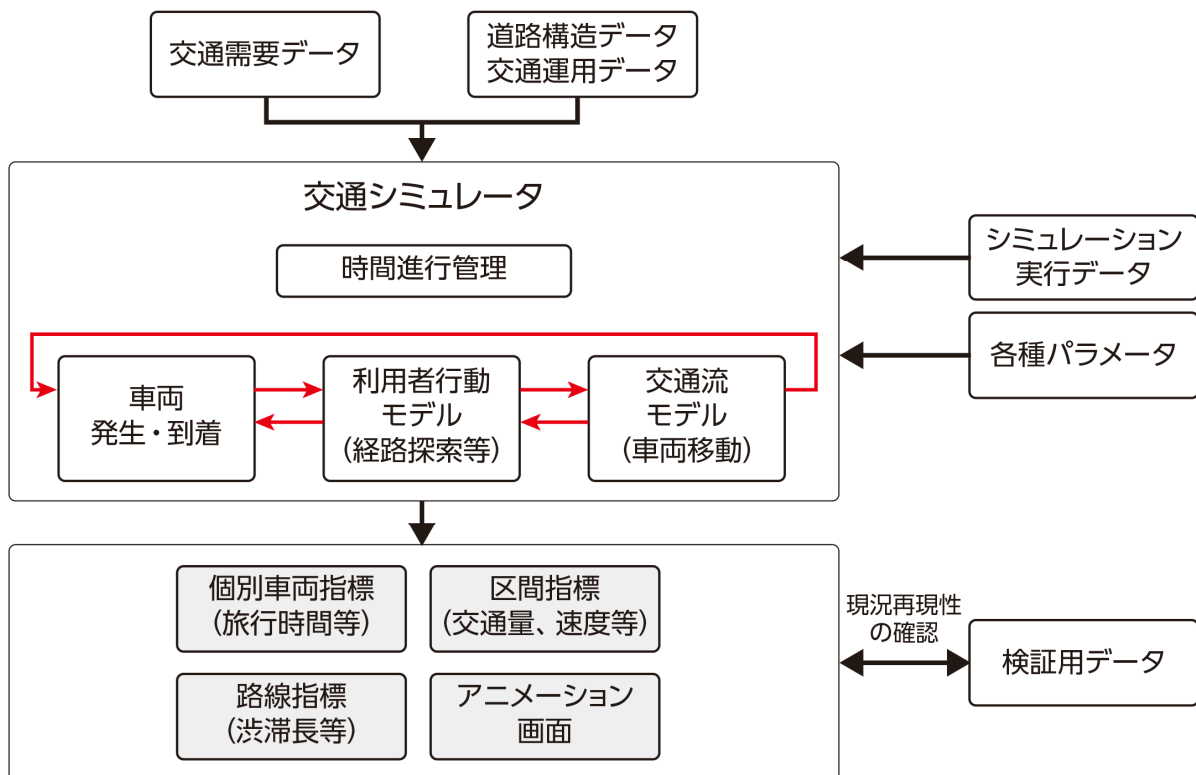 交通需要データ
道路構造データ
交通運用データ
交通シミュレータ
時間進行管理
シミュレーション
実行データ
各種パラメータ
車両
発生・到着
利用者行動
モデル
（経路探索等）
交通流
モデル
（車両移動）
個別車両指標
（旅行時間等）
区間指標
（交通量、速度等）
路線指標
（渋滞長等）
アニメーション
画面
現況再現性
の確認
検証用データ